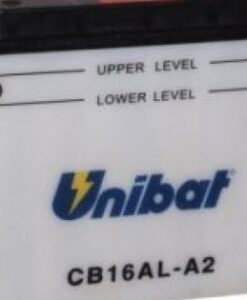 UPPER LEVEL
LOWER LEVEL
Unibat
CB16AL-A2